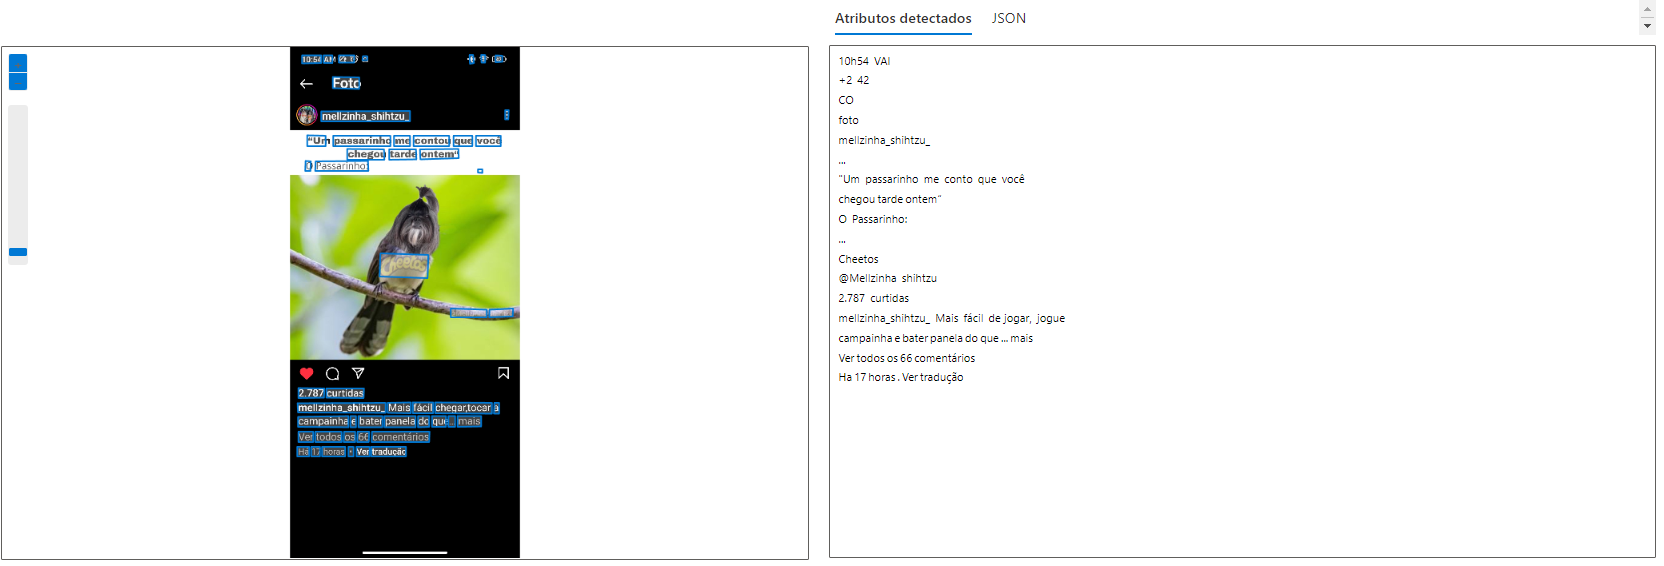 Atributos detectados
JSON
10:54 AM
Foto
mellzinha_shihtzu_
"Um passarinho me contou que você
chegou tarde ontem"
O Passarinho:
Cheetos
2.787 curtidas
mellzinha_shihtzu_ Mais fácil chegar,tocar a
campainha e bater panela do que ... mais
Ver todos os 66 comentários
Há 17 horas · Ver tradução
10h54 VAI
+2 42
CO
foto
mellzinha_shihtzu_
...
"Um passarinho me conto que você
chegou tarde ontem"
O Passarinho:
...
Cheetos
@Mellzinha shihtzu
2.787 curtidas
mellzinha_shihtzu_ Mais fácil de jogar, jogue
campainha e bater panela do que ... mais
Ver todos os 66 comentários
Ha 17 horas . Ver tradução